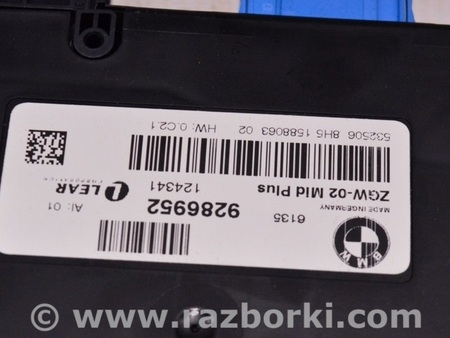 BMW
MADE IN GERMANY
6135
9286952
AI: 01
ZGW-02 Mid Plus
124341
LEAR
CORPORATION
532506 8H5 1588063 02
HW: 0.C2.1
© www.razborki.com